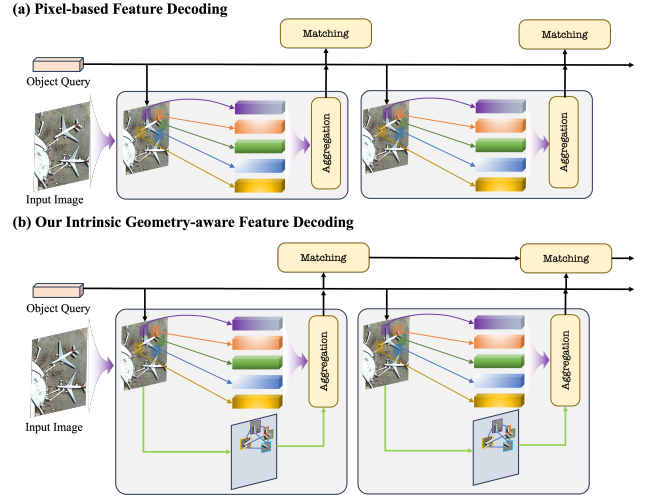 (a) Pixel-based Feature Decoding
Matching
Matching
Object Query
Aggregation
Aggregation
Input Image
(b) Our Intrinsic Geometry-aware Feature Decoding
Matching
Matching
Object Query
Aggregation
Aggregation
Input Image